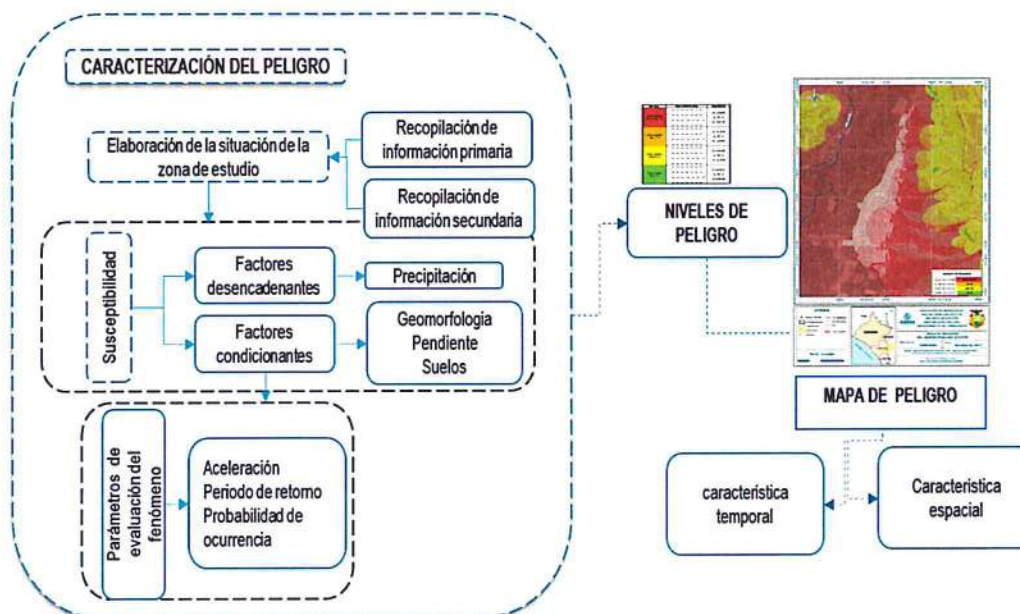 CARACTERIZACIÓN DEL PELIGRO
Elaboración de la situación de la
zona de estudio
Recopilación de
información primaria
Recopilación de
información secundaria
Susceptibilidad
Factores
desencadenantes
Precipitación
Factores
condicionantes
Geomorfologia
Pendiente
Suelos
Parámetros de
evaluación del
fenómeno
Aceleración
Periodo de retorno
Probabilidad de
ocurrencia
NIVELES DE
PELIGRO
MAPA DE PELIGRO
característica
temporal
Característica
espacial